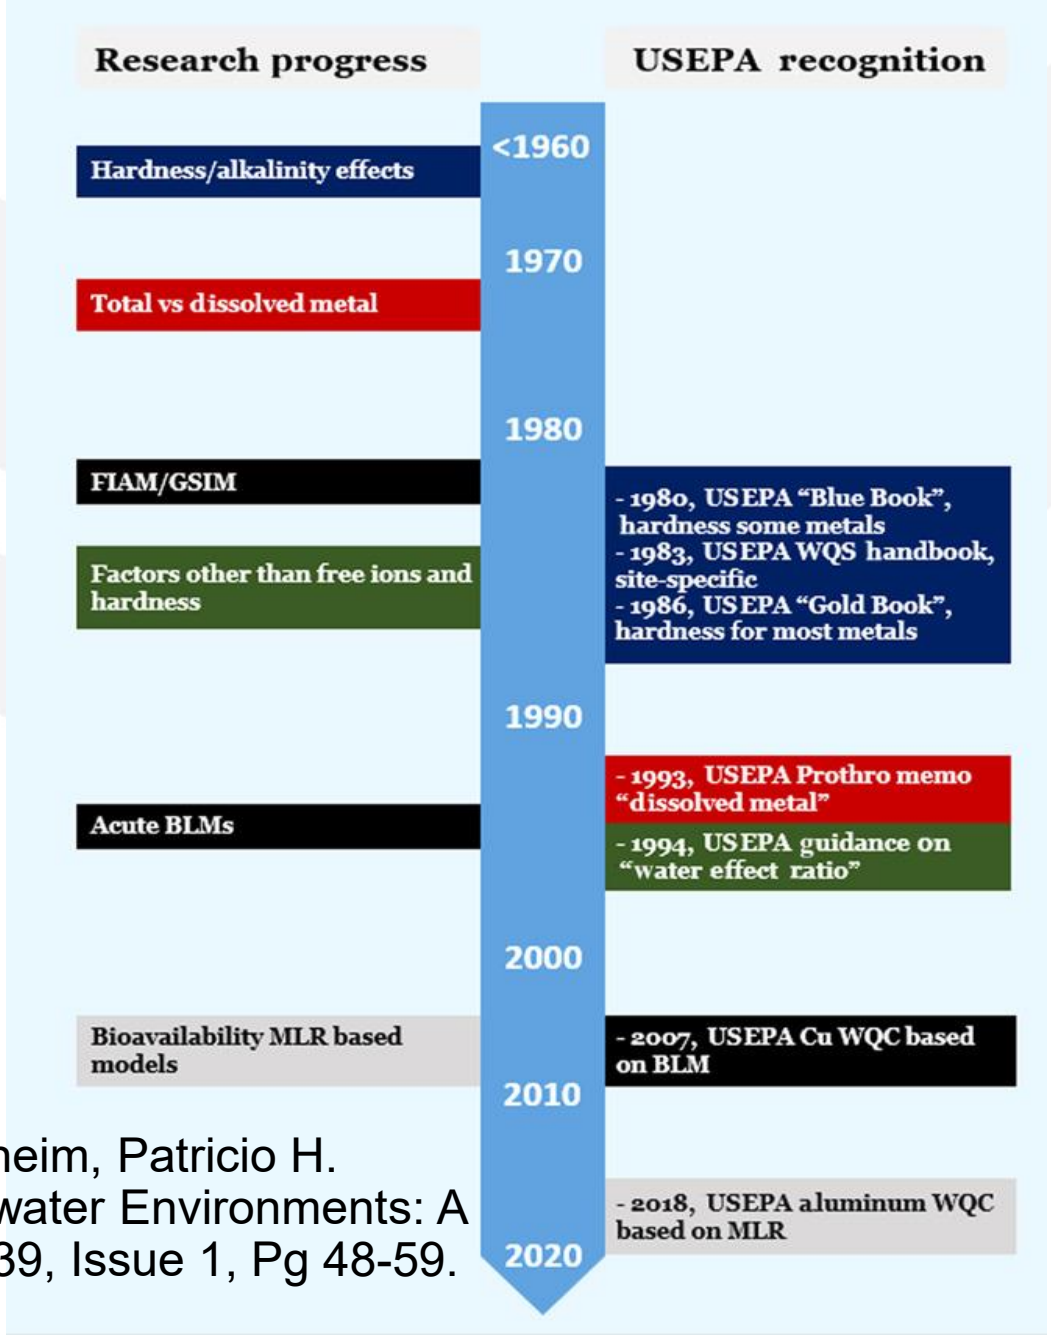 Research progress
USEPA recognition
<1960
Hardness/alkalinity effects
1970
Total vs dissolved metal
1980
FIAM/GSIM
- 1980, USEPA “Blue Book”,
hardness some metals
- 1983, USEPA WQS handbook,
site-specific
- 1986, USEPA “Gold Book”,
hardness for most metals
Factors other than free ions and
hardness
1990
- 1993, USEPA Prothro memo
“dissolved metal”
Acute BLMs
- 1994, USEPA guidance on
“water effect ratio”
2000
Bioavailability MLR based
models
- 2007, USEPA Cu WQC based
on BLM
2010
heim, Patricio H.
water Environments: A
39, Issue 1, Pg 48-59.
- 2018, USEPA aluminum WQC
based on MLR
2020